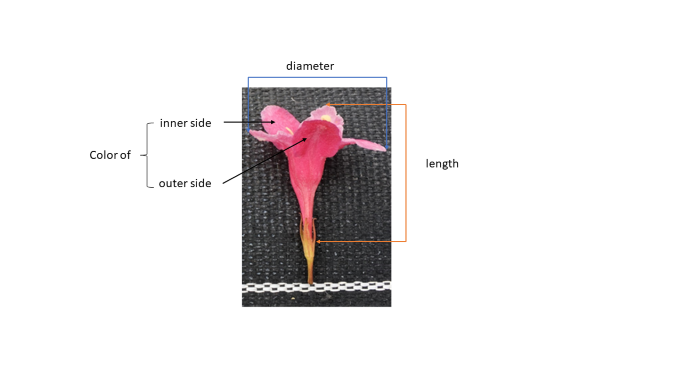 diameter
inner side
Color of
outer side
length